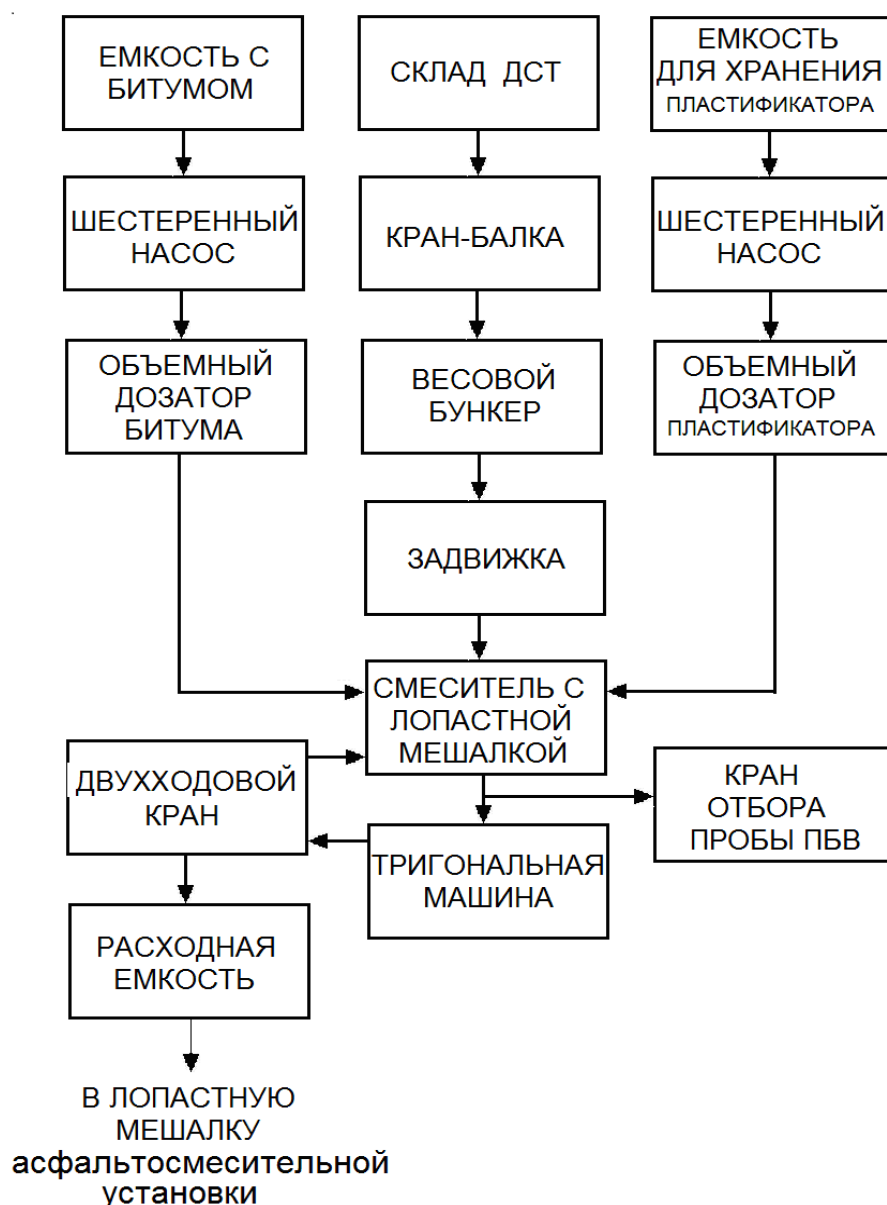 ЕМКОСТЬ С
БИТУМОМ
СКЛАД ДСТ
ЕМКОСТЬ
ДЛЯ ХРАНЕНИЯ
ПЛАСТИФИКАТОРА
ШЕСТЕРЕННЫЙ
НАСОС
КРАН-БАЛКА
ШЕСТЕРЕННЫЙ
НАСОС
ОБЪЕМНЫЙ
ДОЗАТОР
БИТУМА
ВЕСОВОЙ
БУНКЕР
ОБЪЕМНЫЙ
ДОЗАТОР
ПЛАСТИФИКАТОРА
ЗАДВИЖКА
СМЕСИТЕЛЬ С
ЛОПАСТНОЙ
МЕШАЛКОЙ
ДВУХХОДОВОЙ
КРАН
КРАН
ОТБОРА
ПРОБЫ ПБВ
ТРИГОНАЛЬНАЯ
МАШИНА
РАСХОДНАЯ
ЕМКОСТЬ
В ЛОПАСТНУЮ
МЕШАЛКУ
асфальтосмесительной
установки